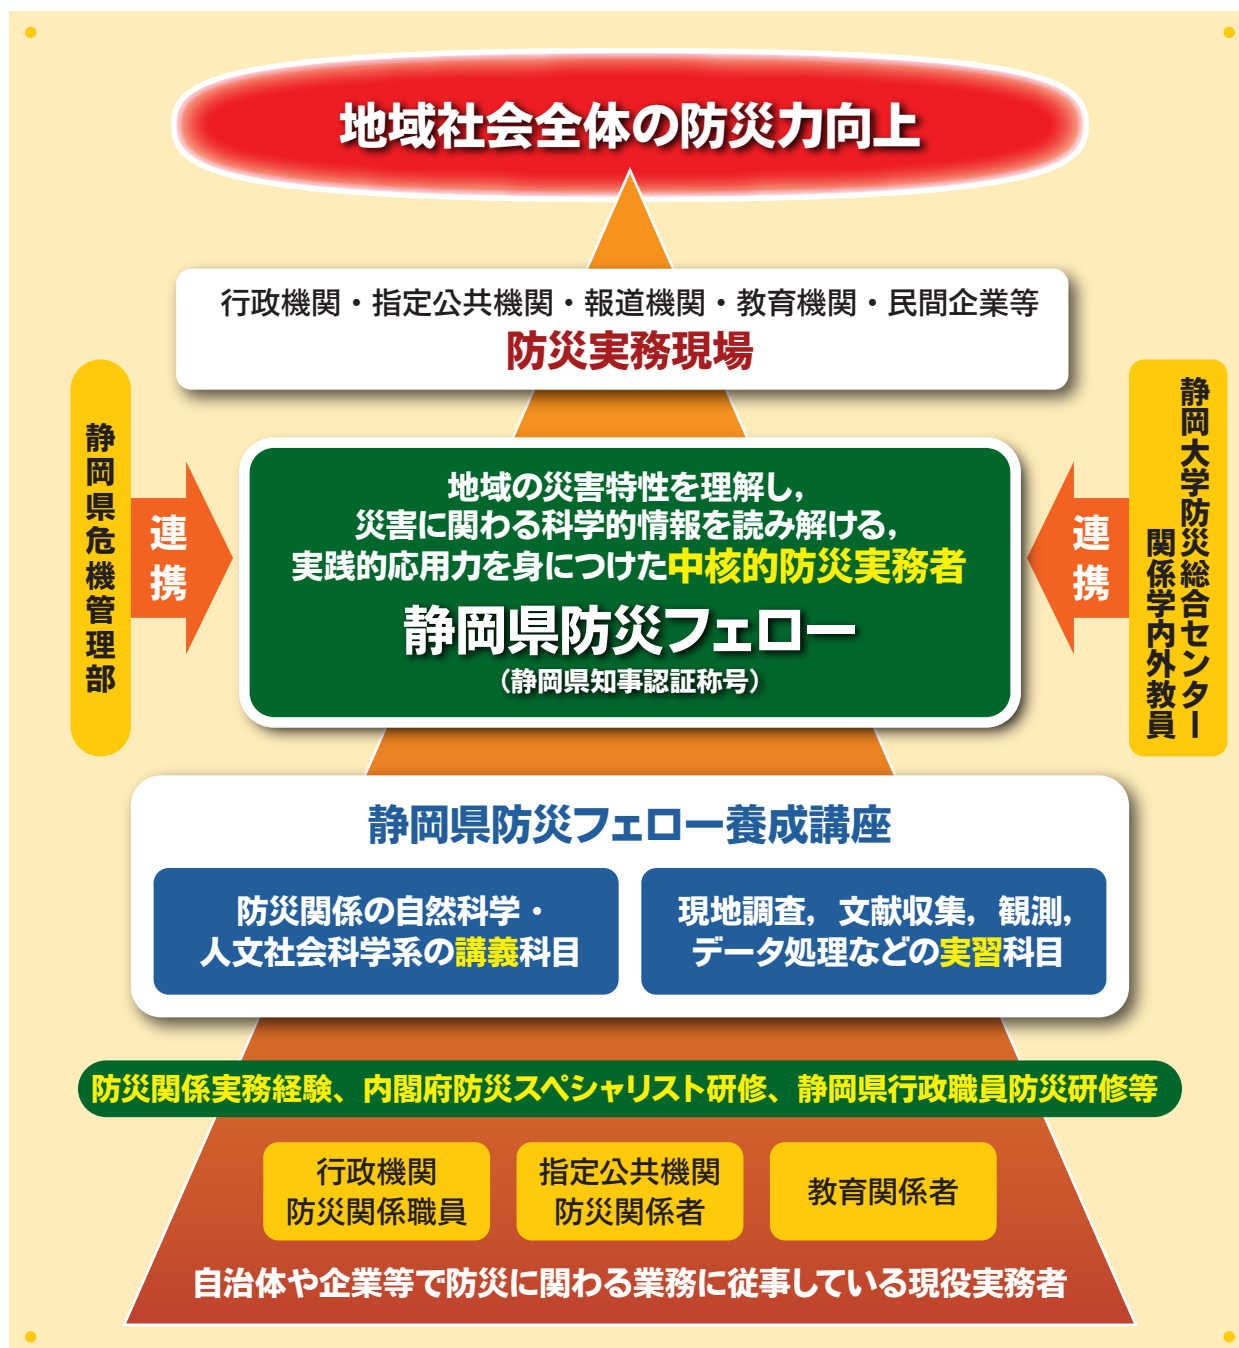 地域社会全体の防災力向上
行政機関・指定公共機関・報道機関・教育機関・民間企業等
防災実務現場
静岡県危機管理部
連携
地域の災害特性を理解し，
災害に関わる科学的情報を読み解ける，
実践的応用力を身につけた中核的防災実務者
静岡県防災フェロー
（静岡県知事認証称号）
連携
静岡大学防災総合センター
関係学内外教員
静岡県防災フェロー養成講座
防災関係の自然科学・
人文社会科学系の講義科目
現地調査，文献収集，観測，
データ処理などの実習科目
防災関係実務経験、内閣府防災スペシャリスト研修、静岡県行政職員防災研修等
行政機関
防災関係職員
指定公共機関
防災関係者
教育関係者
自治体や企業等で防災に関わる業務に従事している現役実務者